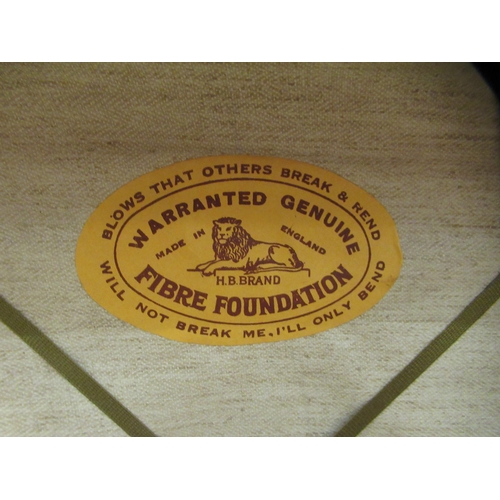 BLOWS THAT OTHERS BREAK & REND
WARRANTED GENUINE
MADE IN ENGLAND
H.B.BRAND
FIBRE FOUNDATION
WILL NOT BREAK ME, I'LL ONLY BEND